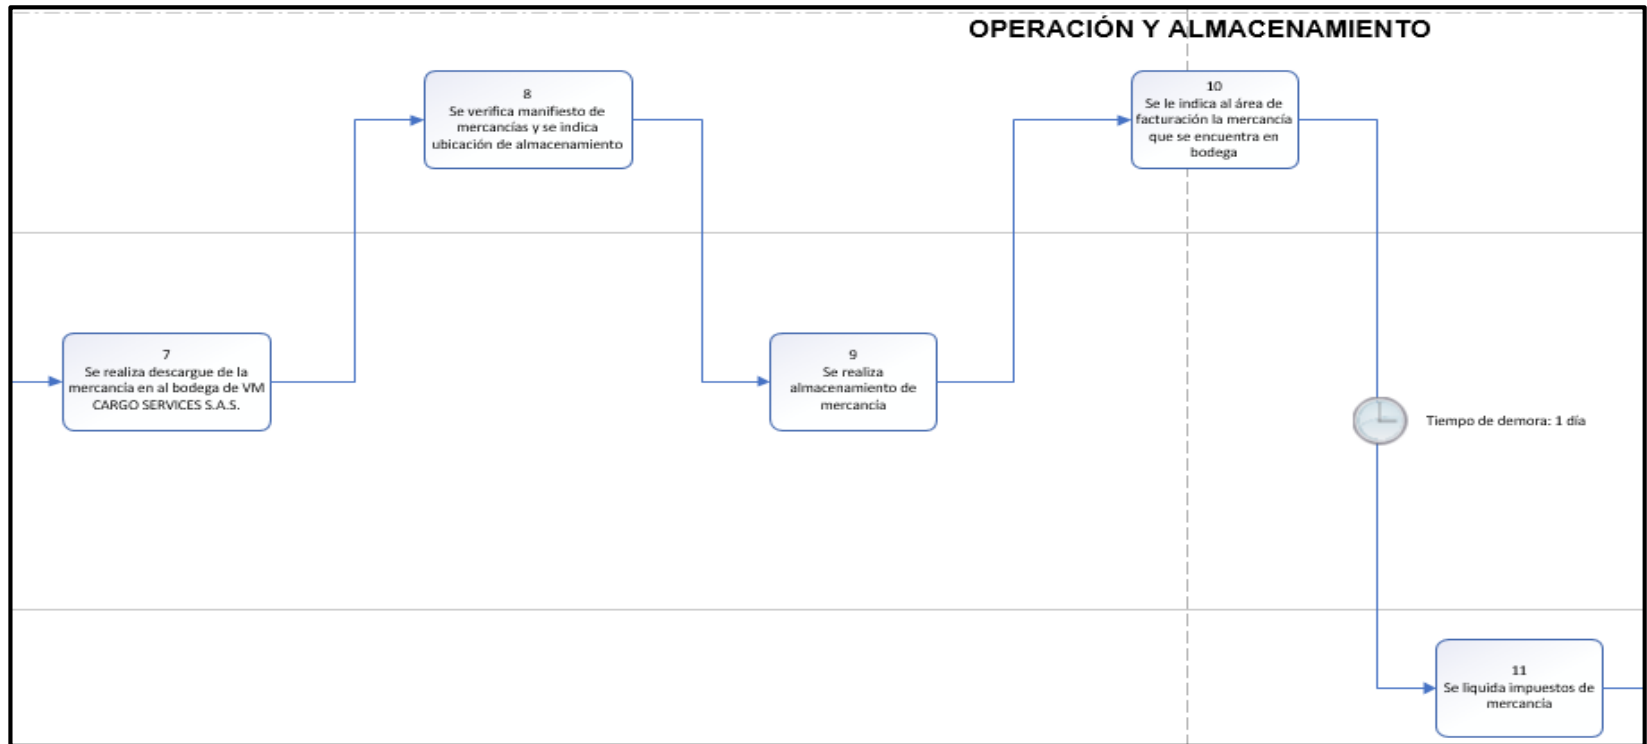 OPERACIÓN Y ALMACENAMIENTO
7
Se realiza descargue de la
mercancía en al bodega de VM
CARGO SERVICES S.A.S.
8
Se verifica manifiesto de
mercancías y se indica
ubicación de almacenamiento
9
Se realiza
almacenamiento de
mercancia
10
Se le indica al área de
facturación la mercancía
que se encuentra en
bodega
Tiempo de demora: 1 día
11
Se liquida impuestos de
mercancia